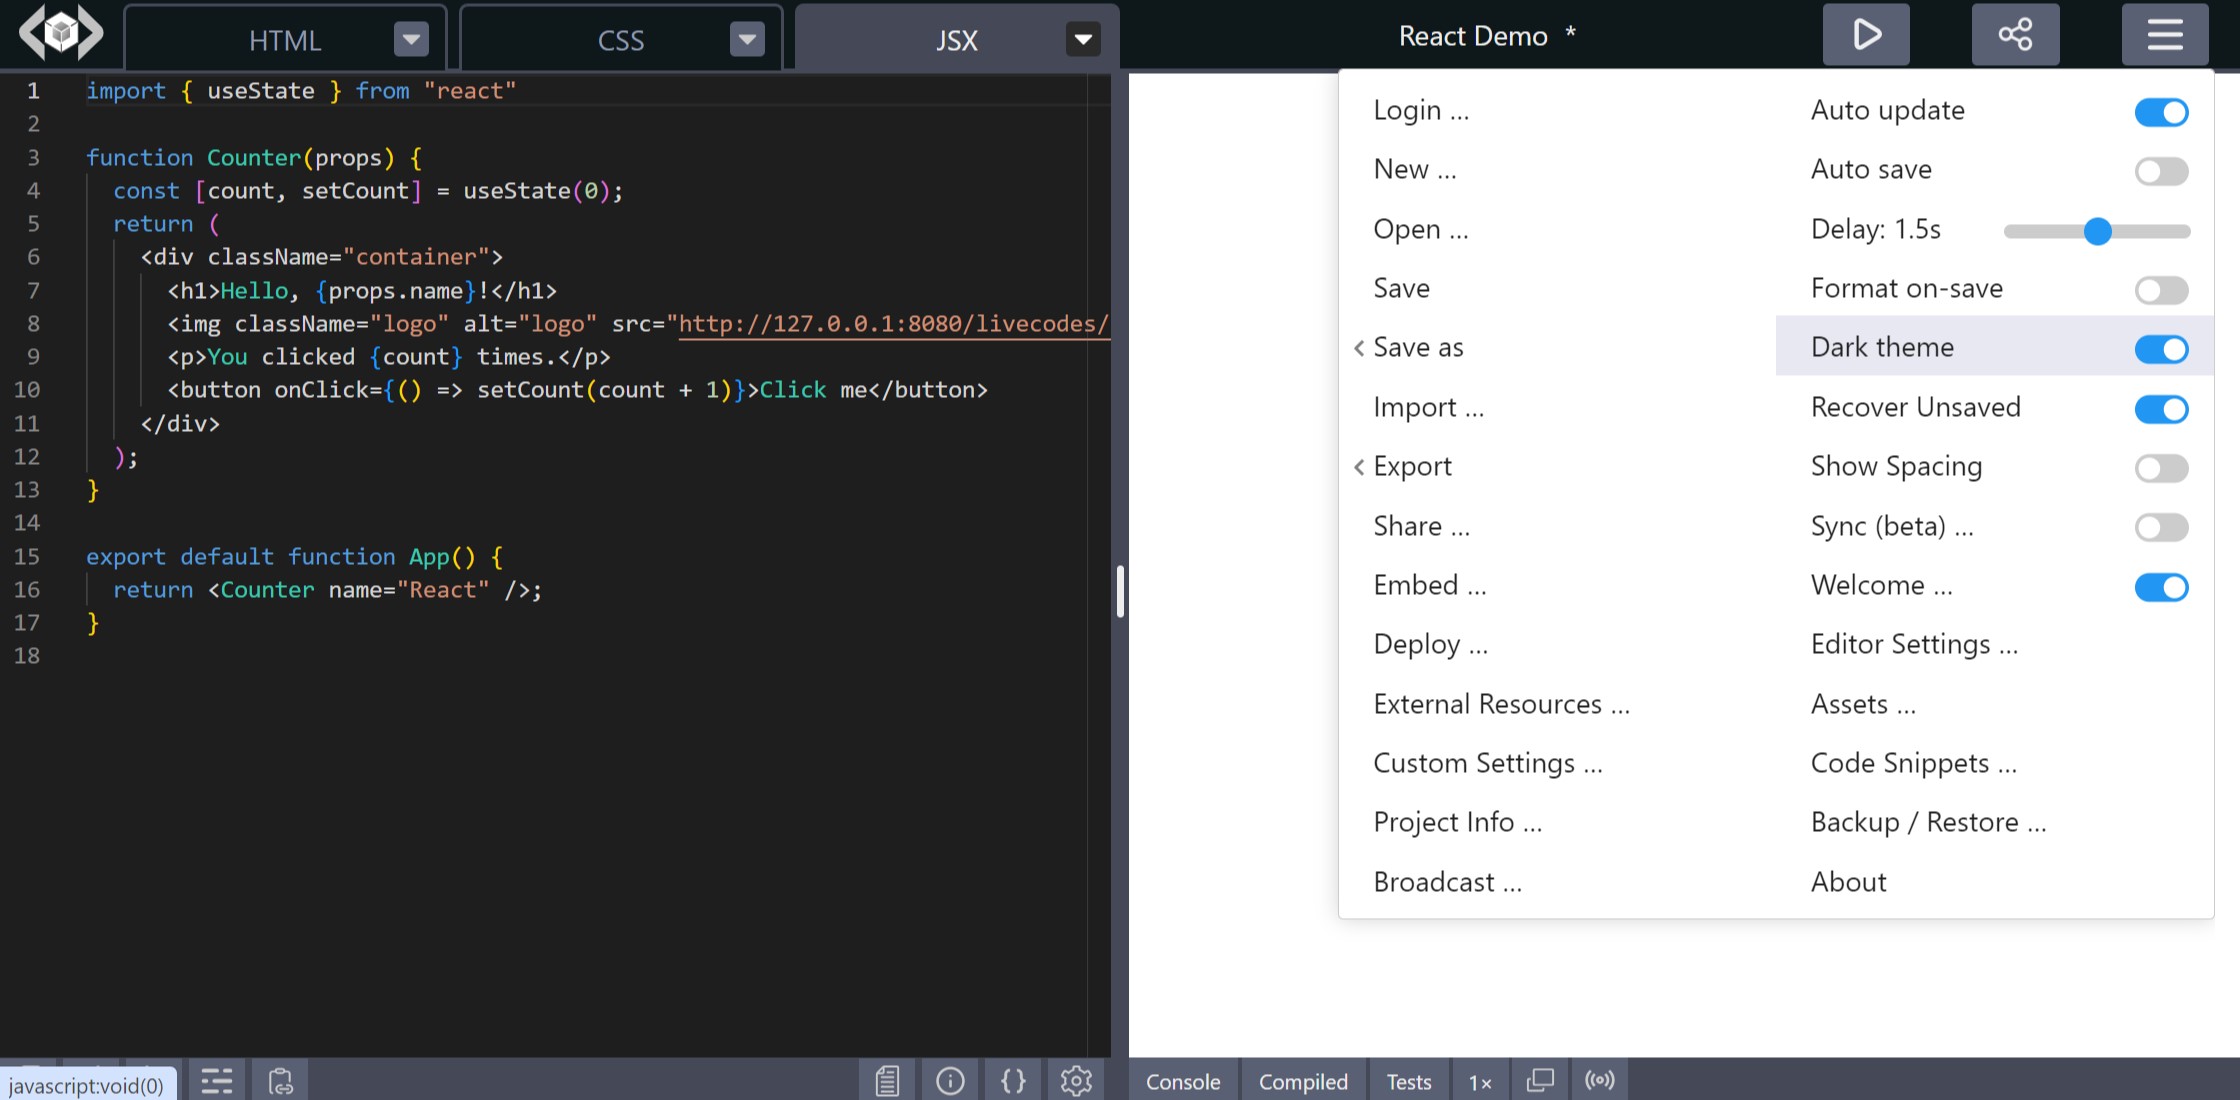 HTML
CSS
JSX
React Demo *
1 import { useState } from "react"
2
3 function Counter(props) {
4 const [count, setCount] = useState(0);
5 return (
6 <div className="container">
7 <h1>Hello, {props.name}!</h1>
8 <img className="logo" alt="logo" src="http://127.0.0.1:8080/livecodes/
9 <p>You clicked {count} times.</p>
10 <button onClick={() => setCount(count + 1)}>Click me</button>
11 </div>
12 );
13 }
14
15 export default function App() {
16 return <Counter name="React" />;
17 }
18
Login ...
New ...
Open ...
Save
Save as
Import ...
Export
Share ...
Embed ...
Deploy ...
External Resources ...
Custom Settings ...
Project Info ...
Broadcast ...
Auto update
Auto save
Delay: 1.5s
Format on-save
Dark theme
Recover Unsaved
Show Spacing
Sync (beta) ...
Welcome ...
Editor Settings ...
Assets ...
Code Snippets ...
Backup / Restore ...
About
javascript:void(0)
Console
Compiled
Tests
1×